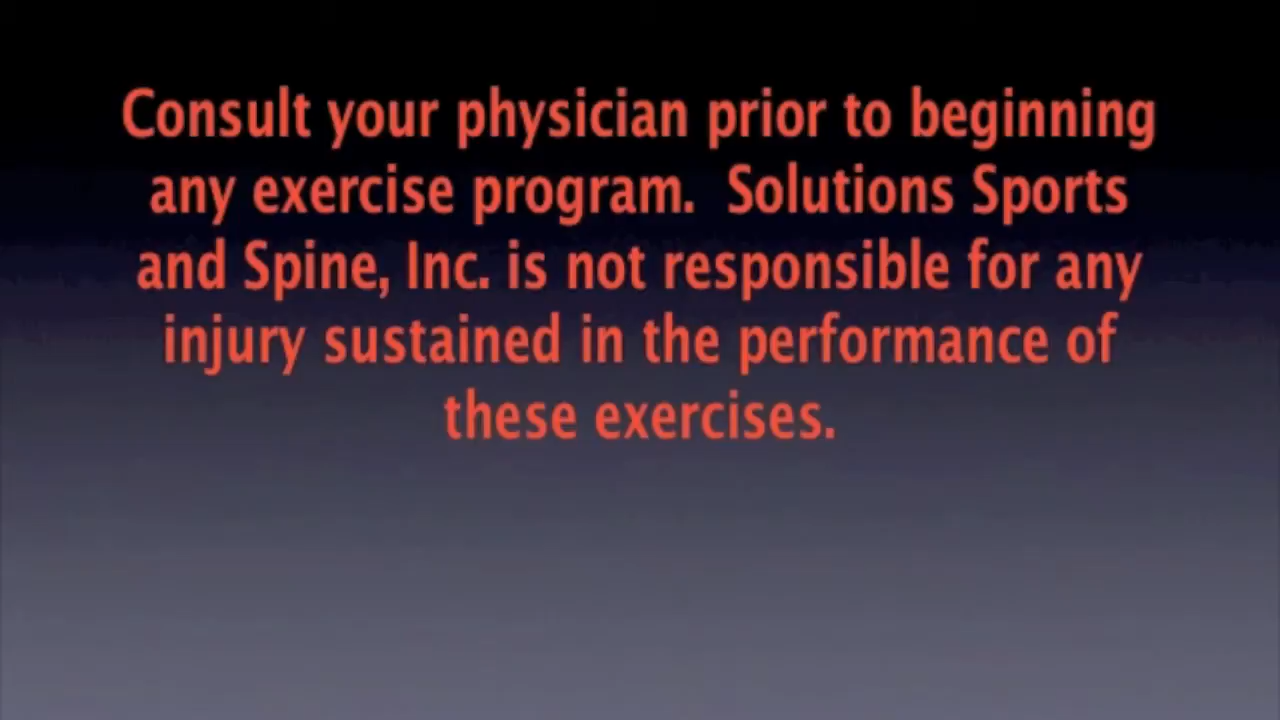 Consult your physician prior to beginning
any exercise program.  Solutions Sports
and Spine, Inc. is not responsible for any
injury sustained in the performance of
these exercises.